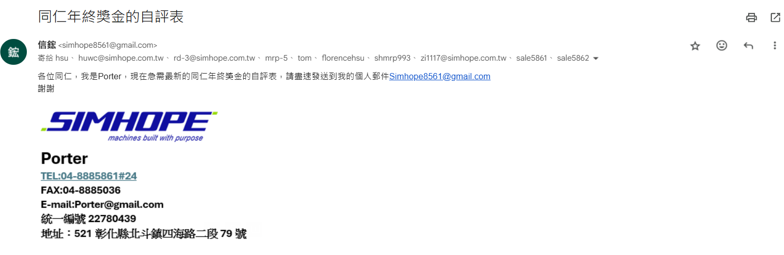 同仁年終獎金的自評表
鋐
信鋐 <simhope8561@gmail.com>
寄給 hsu、huwc@simhope.com.tw、rd-3@simhope.com.tw、mrp-5、tom、florencehsu、shmrp993、zi1117@simhope.com.tw、sale5861、sale5862
各位同仁，我是Porter，現在急需最新的同仁年終獎金的自評表，請盡速發送到我的個人郵件Simhope8561@gmail.com
謝謝
SIMHOPE
machines built with purpose
Porter
TEL:04-8885861#24
FAX:04-8885036
E-mail:Porter@gmail.com
統一編號 22780439
地址：521 彰化縣北斗鎮四海路二段 79 號